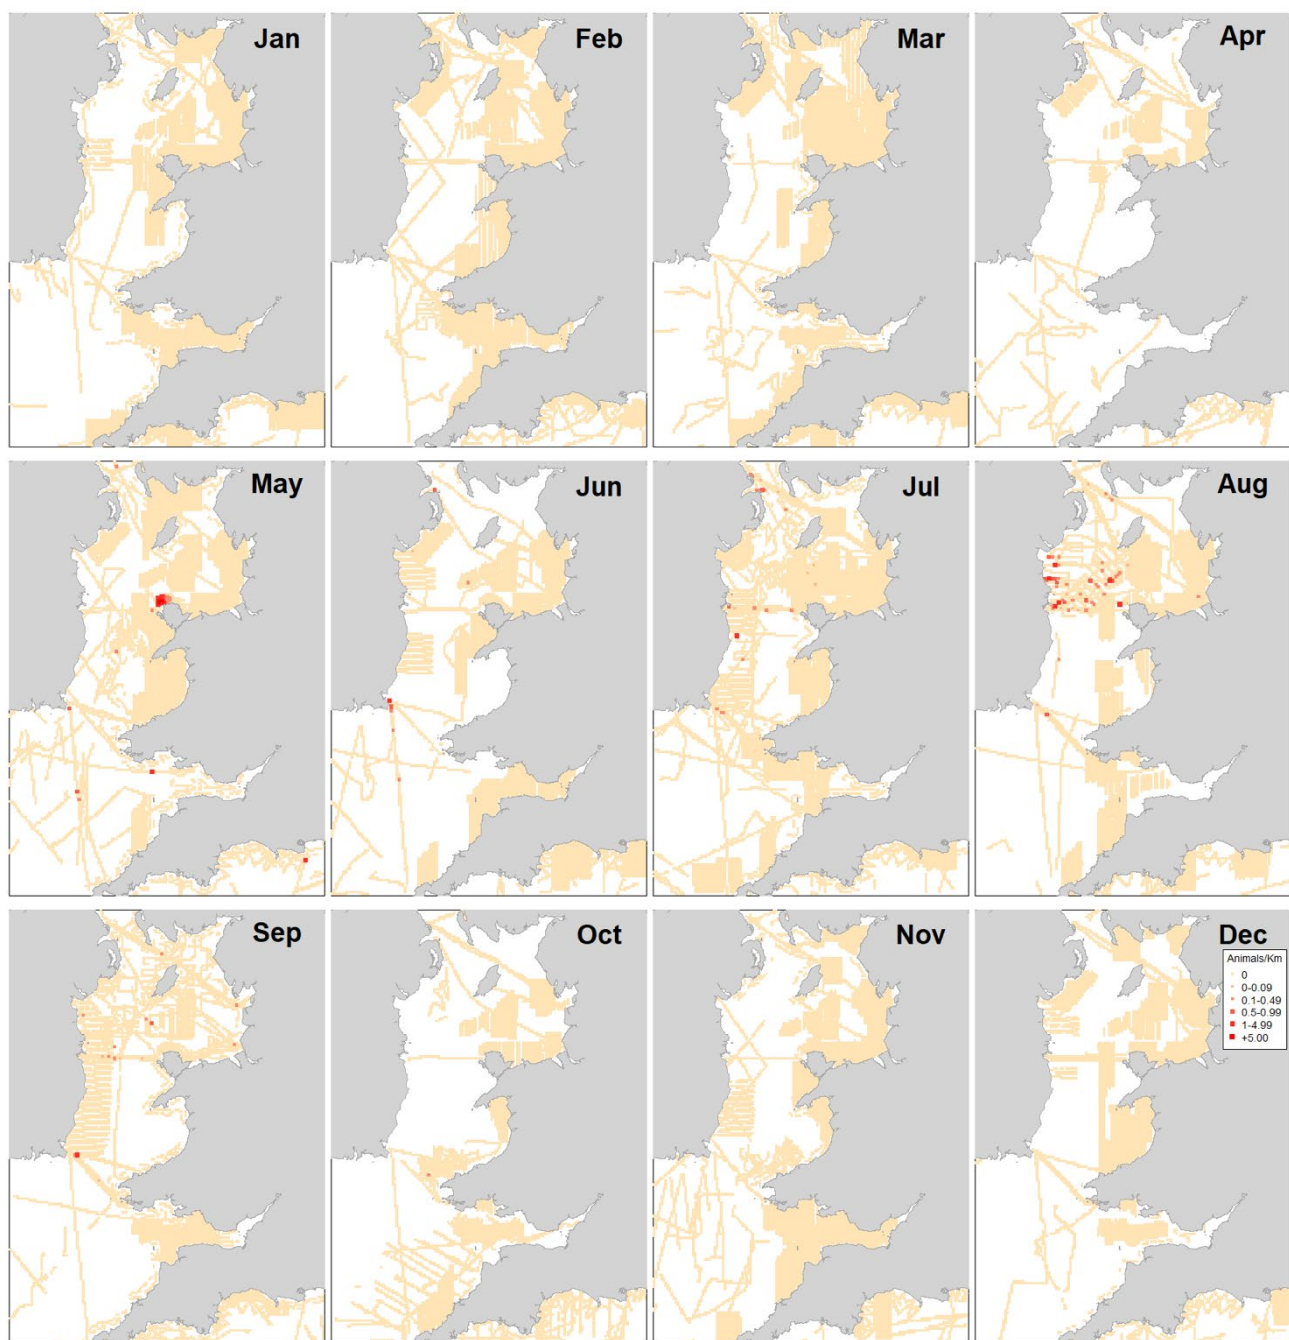 Jan
Feb
Mar
Apr
May
Jun
Jul
Aug
Sep
Oct
Nov
Dec
Animals/Km
0
0-0.09
0.1-0.49
0.5-0.99
1-4.99
+5.00